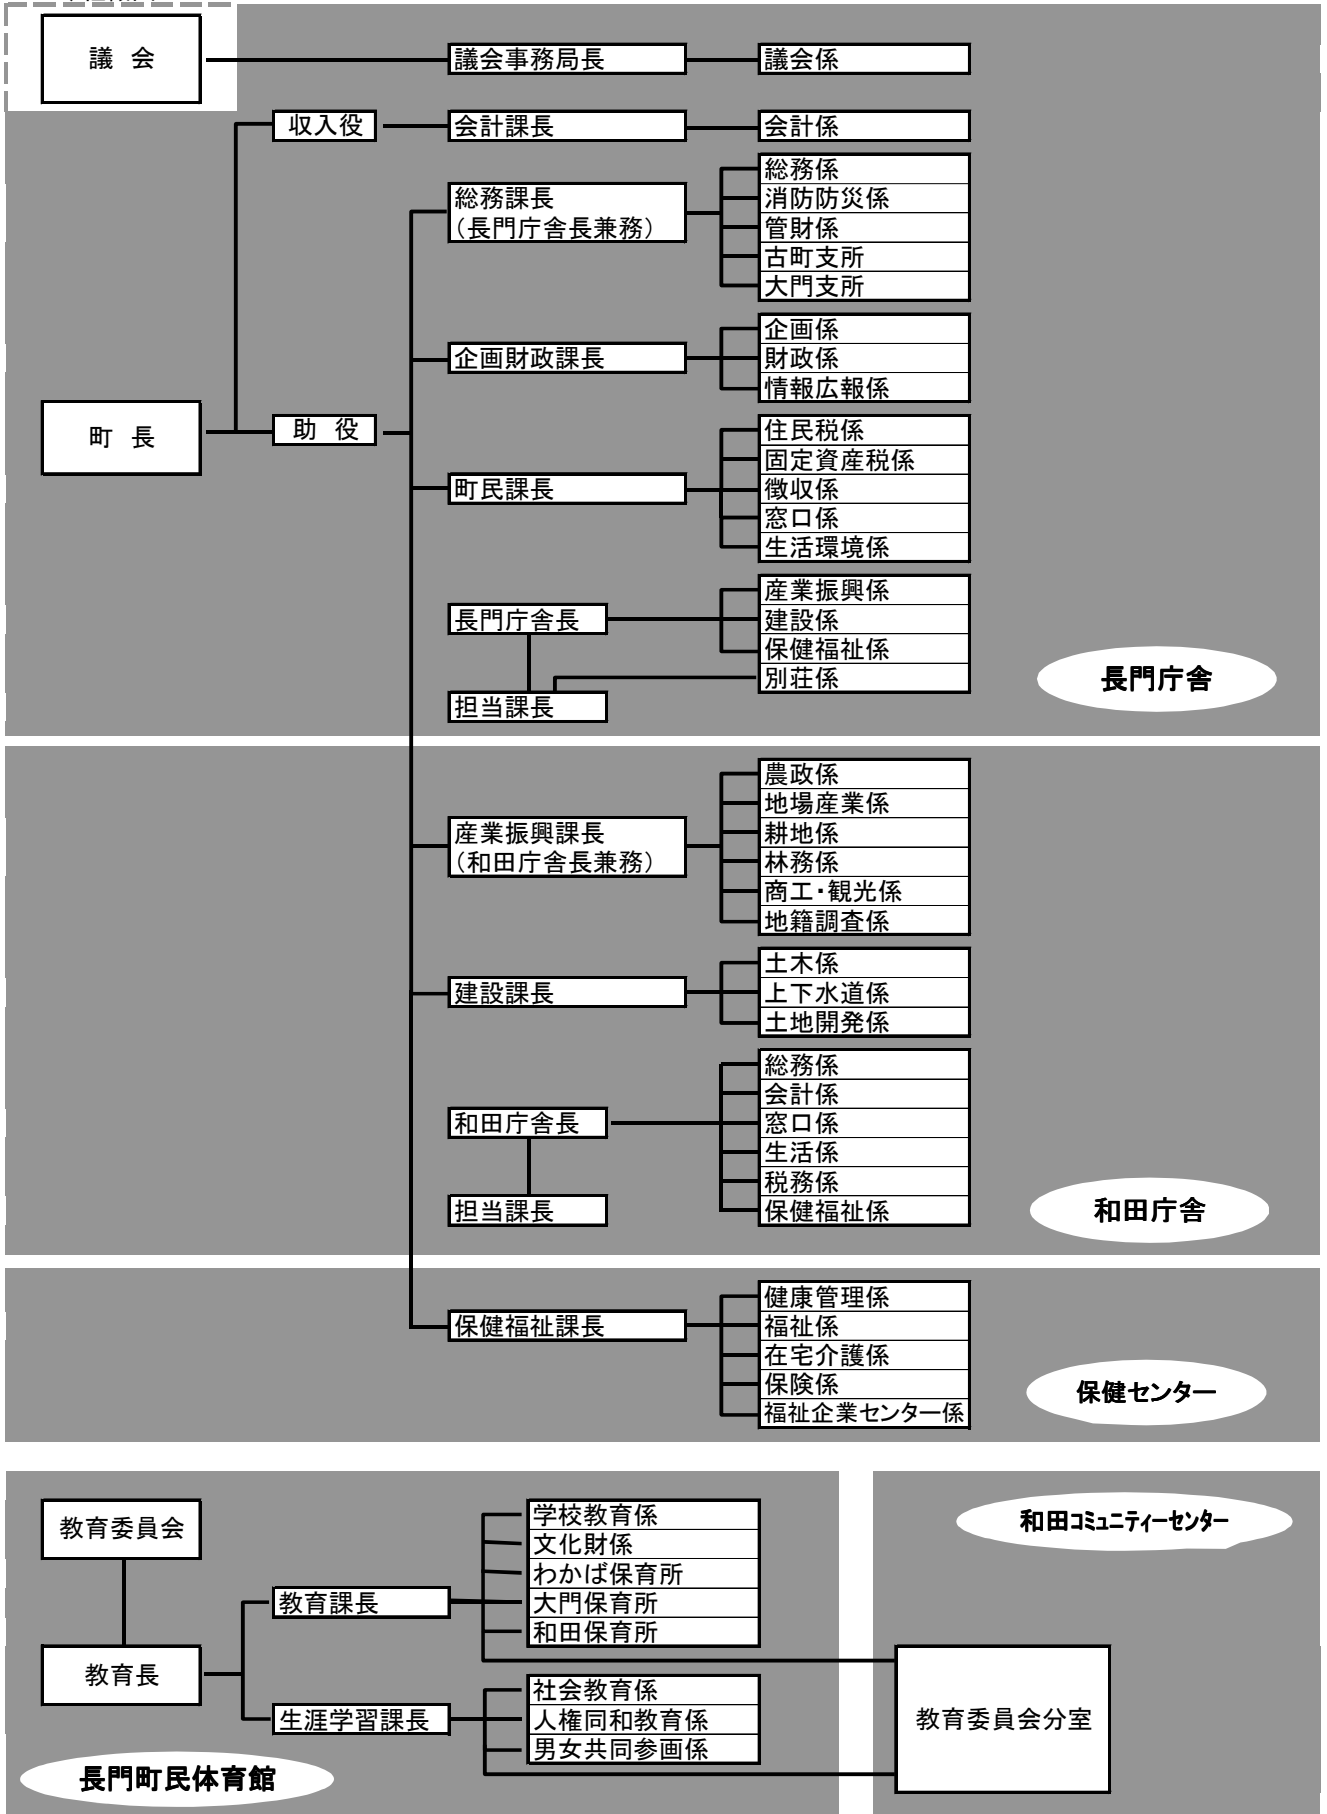 議 会
議会事務局長
議会係
収入役
会計課長
会計係
総務課長
（長門庁舎長兼務）
総務係
消防防災係
管財係
古町支所
大門支所
企画財政課長
企画係
財政係
情報広報係
町 長
助 役
町民課長
住民税係
固定資産税係
徴収係
窓口係
生活環境係
長門庁舎長
担当課長
産業振興係
建設係
保健福祉係
別荘係
長門庁舎
産業振興課長
（和田庁舎長兼務）
農政係
地場産業係
耕地係
林務係
商工・観光係
地籍調査係
建設課長
土木係
上下水道係
土地開発係
和田庁舎長
担当課長
総務係
会計係
窓口係
生活係
税務係
保健福祉係
和田庁舎
保健福祉課長
健康管理係
福祉係
在宅介護係
保険係
福祉企業センター係
保健センター
教育委員会
教育長
教育課長
学校教育係
文化財係
わかば保育所
大門保育所
和田保育所
生涯学習課長
社会教育係
人権同和教育係
男女共同参画係
長門町民体育館
和田コミュニティーセンター
教育委員会分室